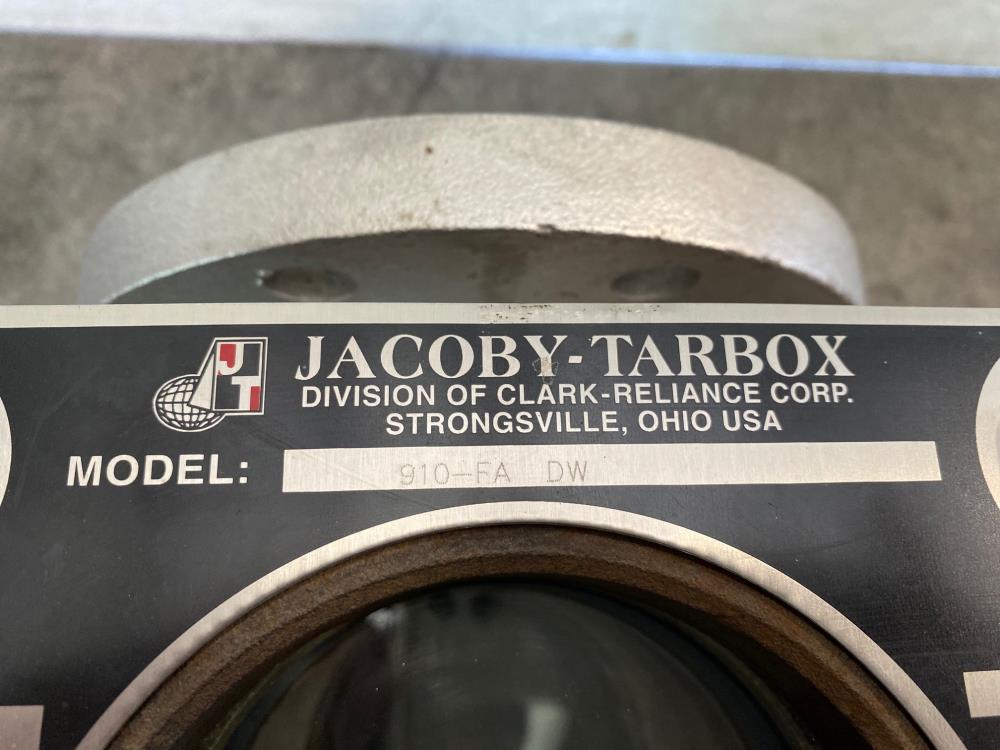 JT
JACOBY-TARBOX
DIVISION OF CLARK-RELIANCE CORP.
STRONGSVILLE, OHIO USA
MODEL: 910-FA DW